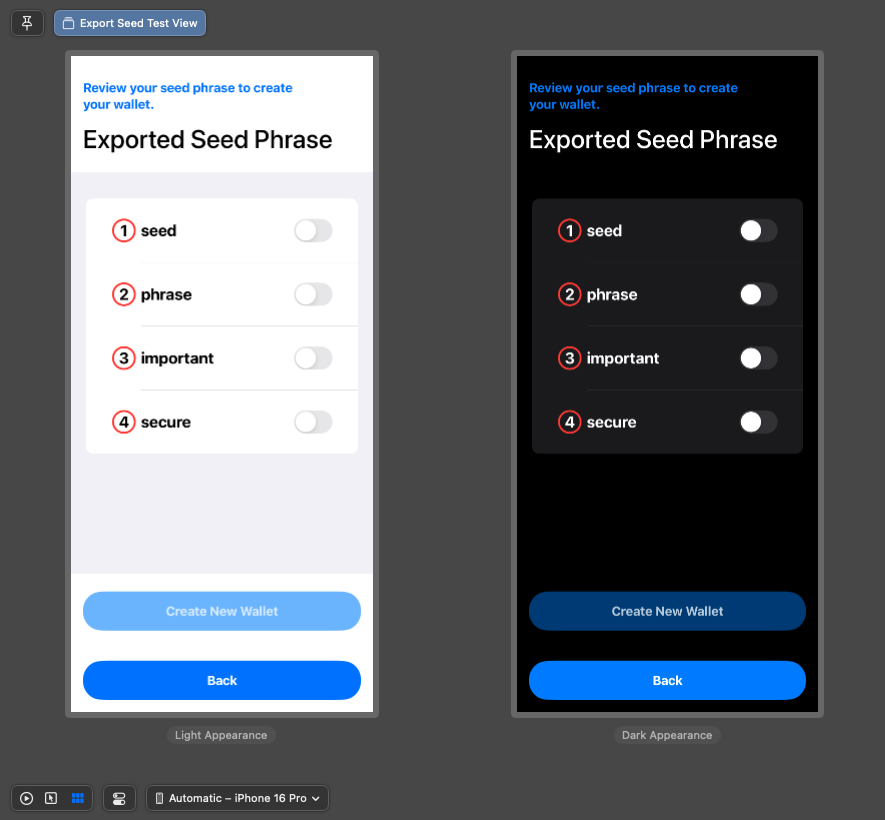 Export Seed Test View
Review your seed phrase to create
your wallet.
Exported Seed Phrase
1 seed
2 phrase
3 important
4 secure
Create New Wallet
Back
Light Appearance
Review your seed phrase to create
your wallet.
Exported Seed Phrase
1 seed
2 phrase
3 important
4 secure
Create New Wallet
Back
Dark Appearance
Automatic – iPhone 16 Pro